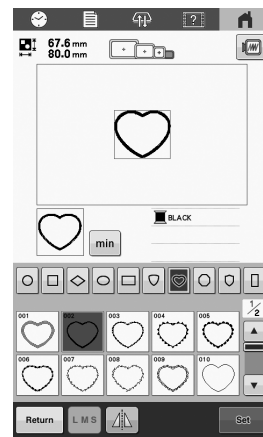 ?
67.6 mm
80.0 mm
BLACK
min
001 002 003 004 005
1/2
006 007 008 009 010
Return L M S Set